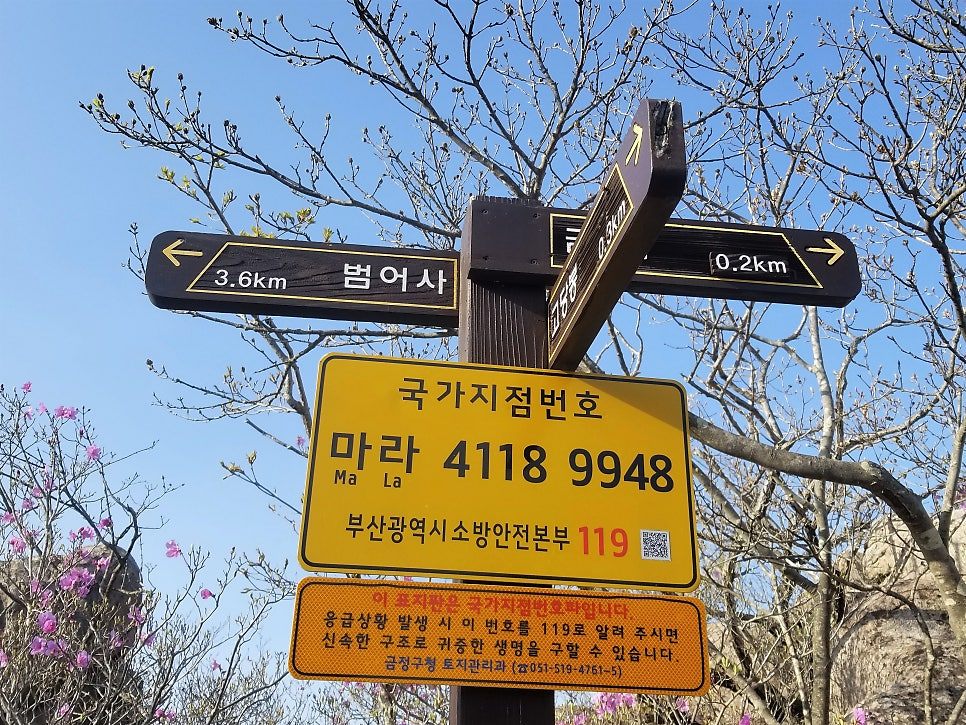 3.6km 범어사
0.3km
0.2km
국가지점번호
마라 4118 9948
Ma La
부산광역시소방안전본부 119
이 표지판은 국가지점번호판입니다
응급상황 발생 시 이 번호를 119로 알려 주시면
신속한 구조로 귀중한 생명을 구할 수 있습니다.
금정구청 토지관리과 (☎051-519-4761~5)